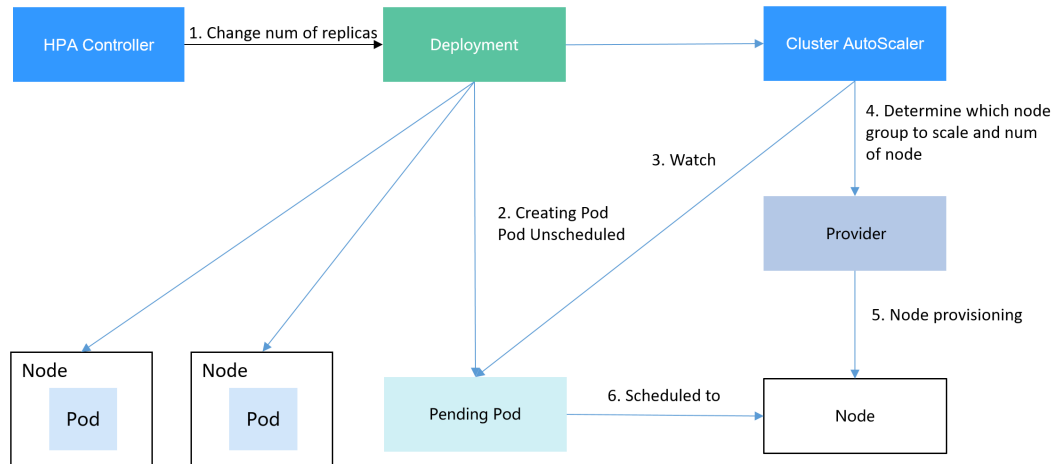 HPA Controller
1. Change num of replicas
Deployment
Cluster AutoScaler
4. Determine which node
group to scale and num
of node
3. Watch
2. Creating Pod
Pod Unscheduled
Provider
5. Node provisioning
Node
Pod
Node
Pod
Pending Pod
6. Scheduled to
Node